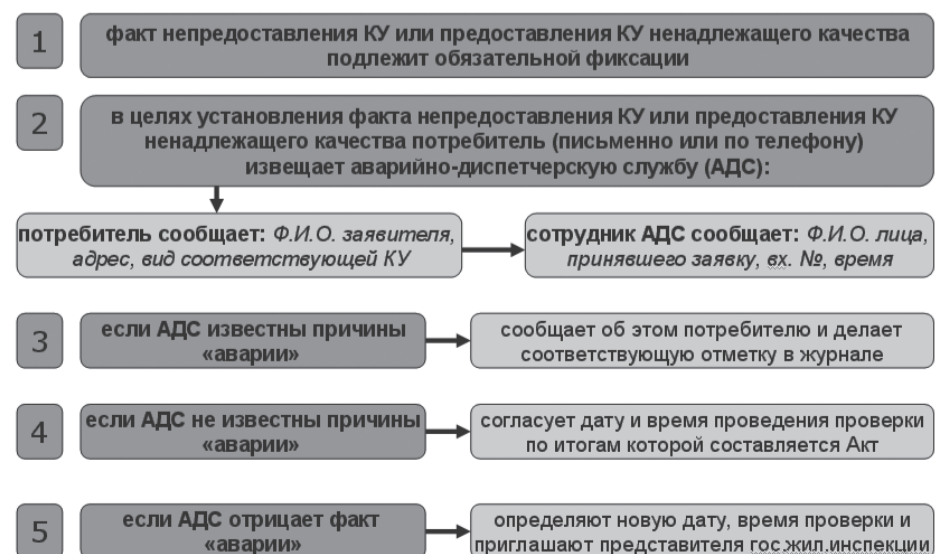 1
факт непредоставления КУ или предоставления КУ ненадлежащего качества
подлежит обязательной фиксации
2
в целях установления факта непредоставления КУ или предоставления КУ
ненадлежащего качества потребитель (письменно или по телефону)
извещает аварийно-диспетчерскую службу (АДС):
потребитель сообщает: Ф.И.О. заявителя,
адрес, вид соответствующей КУ
сотрудник АДС сообщает: Ф.И.О. лица,
принявшего заявку, вх. №, время
3
если АДС известны причины
«аварии»
сообщает об этом потребителю и делает
соответствующую отметку в журнале
4
если АДС не известны причины
«аварии»
согласует дату и время проведения проверки
по итогам которой составляется Акт
5
если АДС отрицает факт
«аварии»
определяют новую дату, время проверки и
приглашают представителя гос.жил.инспекции